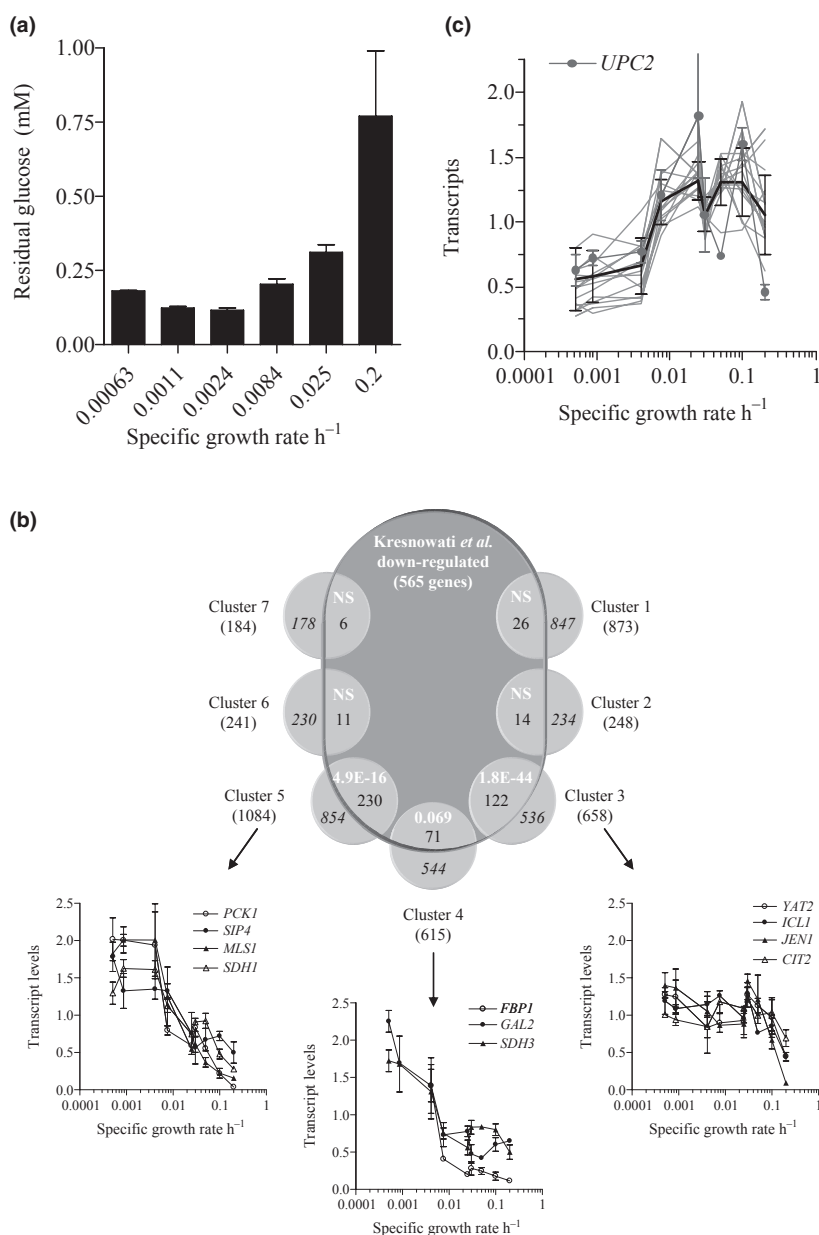 (a)
1.00
0.75
0.50
0.25
0.00
Residual glucose (mM)
0.00063
0.0011
0.0024
0.0084
0.025
0.2
Specific growth rate h−1
(c)
UPC2
2.0
1.5
1.0
0.5
0.0
Transcripts
0.0001
0.001
0.01
0.1
1
Specific growth rate h−1
(b)
Kresnowati et al.
down-regulated
(565 genes)
Cluster 7
(184)
178
NS
6
NS
26
847
Cluster 1
(873)
Cluster 6
(241)
230
NS
11
NS
14
234
Cluster 2
(248)
Cluster 5
(1084)
4.9E-16
230
854
0.069
71
544
1.8E-44
122
536
Cluster 3
(658)
Cluster 4
(615)
2.5
2.0
1.5
1.0
0.5
0.0
Transcript levels
PCK1
SIP4
MLS1
SDH1
0.0001
0.001
0.01
0.1
1
Specific growth rate h−1
2.5
2.0
1.5
1.0
0.5
0.0
Transcript levels
FBP1
GAL2
SDH3
0.0001
0.001
0.01
0.1
1
Specific growth rate h−1
2.5
2.0
1.5
1.0
0.5
0.0
Transcript levels
YAT2
ICL1
JEN1
CIT2
0.0001
0.001
0.01
0.1
1
Specific growth rate h−1